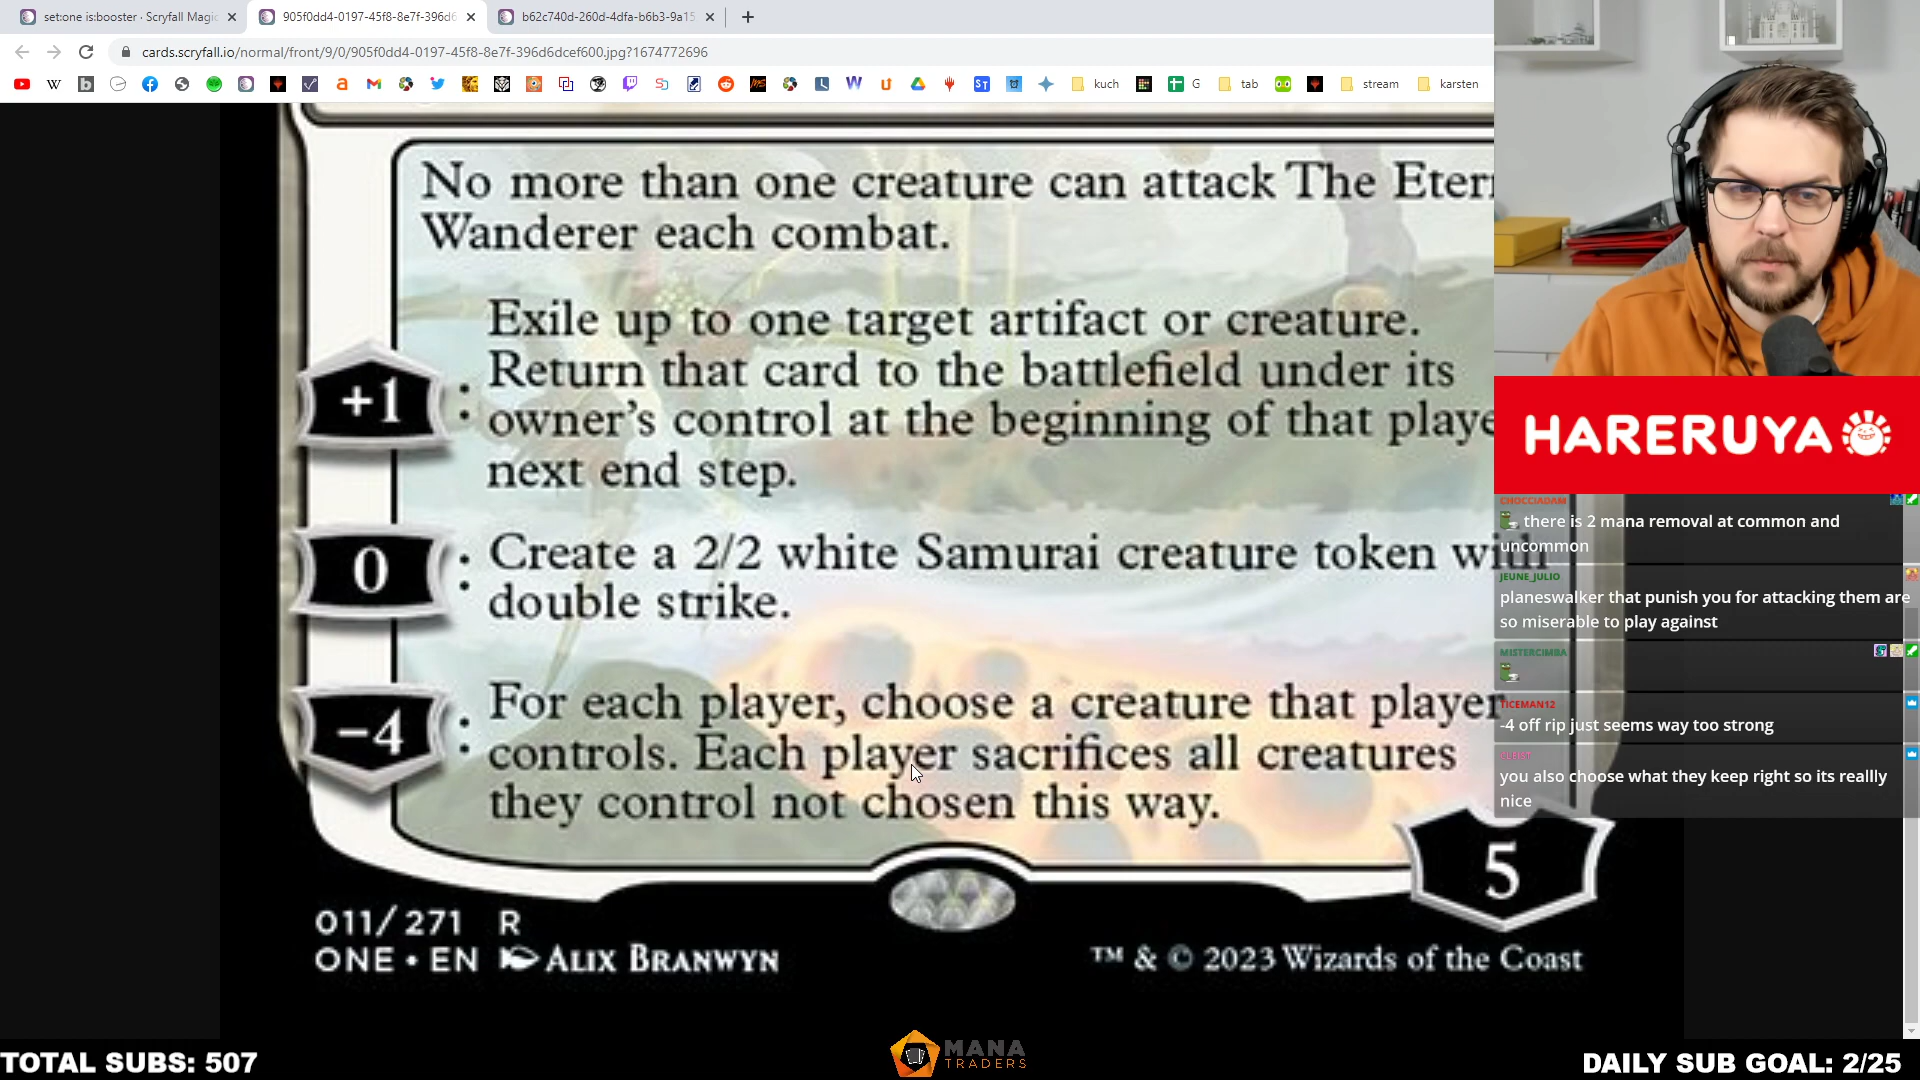 set:one is:booster · Scryfall Magic
905f0dd4-0197-45f8-8e7f-396d6
b62c740d-260d-4dfa-b6b3-9a15
cards.scryfall.io/normal/front/9/0/905f0dd4-0197-45f8-8e7f-396d6dcef600.jpg?1674772696
kuch
G
tab
stream
karsten
No more than one creature can attack The Etern
Wanderer each combat.
+1
: Exile up to one target artifact or creature.
Return that card to the battlefield under its
owner's control at the beginning of that playe
next end step.
0
: Create a 2/2 white Samurai creature token with
double strike.
−4
: For each player, choose a creature that player
controls. Each player sacrifices all creatures
they control not chosen this way.
5
011/271 R
ONE • EN ALIX BRANWYN
™ & © 2023 Wizards of the Coast
HARERUYA
CHOCCIADAM
there is 2 mana removal at common and
uncommon
JEUNE_JULIO
planeswalker that punish you for attacking them are
so miserable to play against
MISTERCIMBA
TICEMAN12
-4 off rip just seems way too strong
you also choose what they keep right so its reallly
nice
TOTAL SUBS: 507
MANA
TRADERS
DAILY SUB GOAL: 2/25